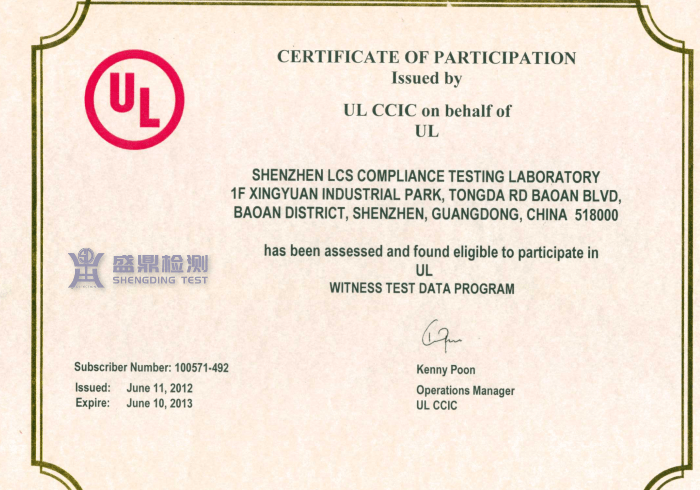 UL
CERTIFICATE OF PARTICIPATION
Issued by
UL CCIC on behalf of
UL
SHENZHEN LCS COMPLIANCE TESTING LABORATORY
1F XINGYUAN INDUSTRIAL PARK, TONGDA RD BAOAN BLVD,
BAOAN DISTRICT, SHENZHEN, GUANGDONG, CHINA 518000
has been assessed and found eligible to participate in
UL
WITNESS TEST DATA PROGRAM
盛鼎检测
SHENGDING TEST
Subscriber Number: 100571-492
Issued: June 11, 2012
Expire: June 10, 2013
Kenny Poon
Operations Manager
UL CCIC